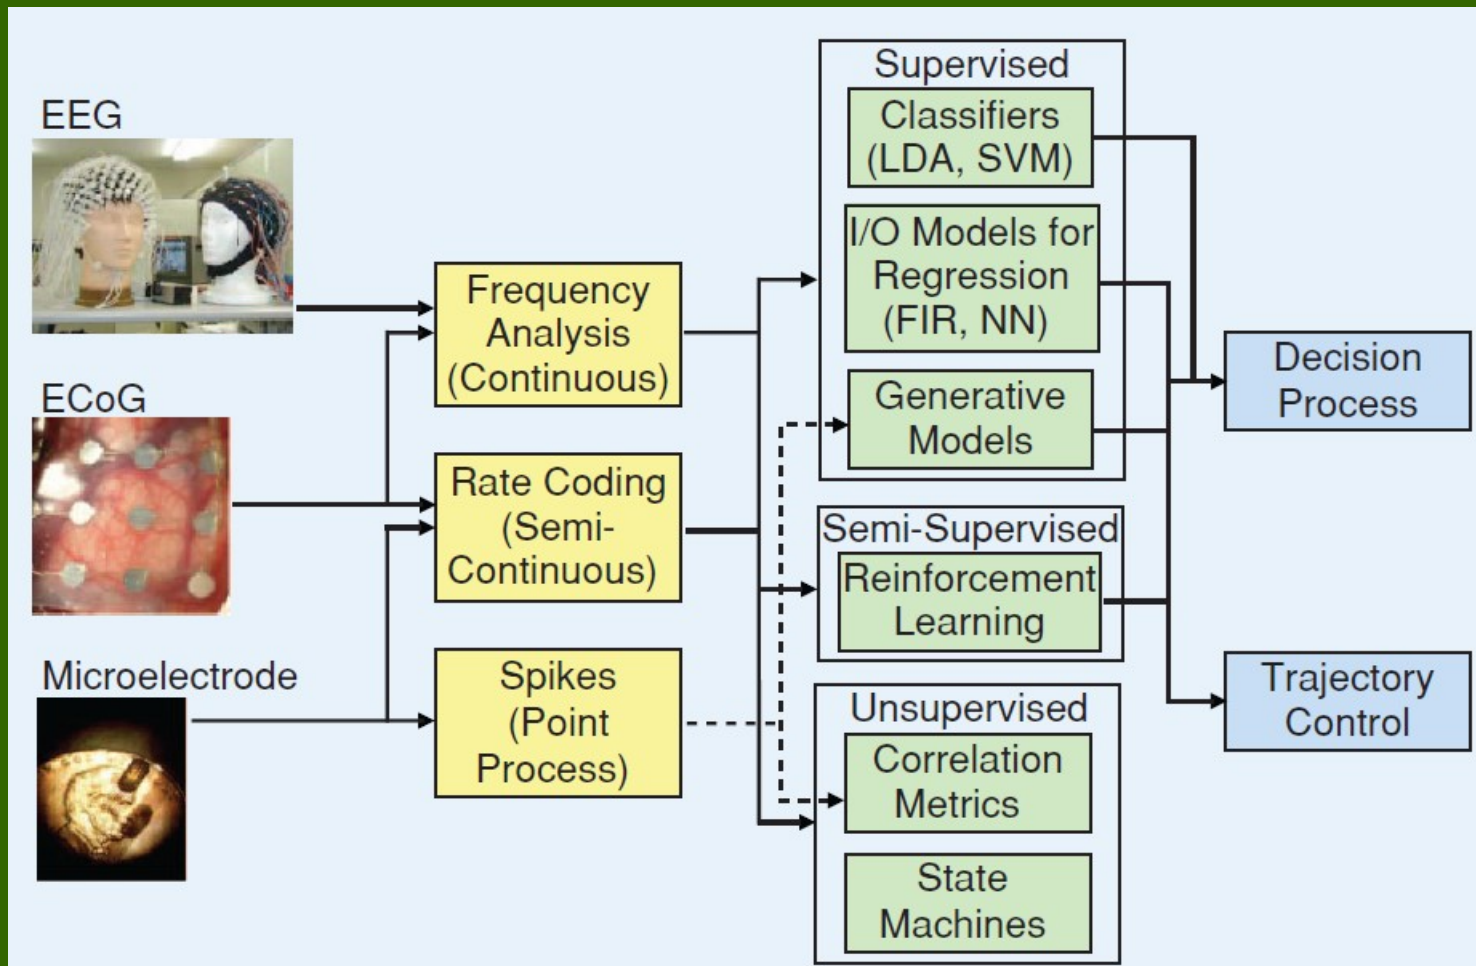 EEG
ECoG
Microelectrode
Frequency
Analysis
(Continuous)
Rate Coding
(Semi-
Continuous)
Spikes
(Point
Process)
Supervised
Classifiers
(LDA, SVM)
I/O Models for
Regression
(FIR, NN)
Generative
Models
Semi-Supervised
Reinforcement
Learning
Unsupervised
Correlation
Metrics
State
Machines
Decision
Process
Trajectory
Control